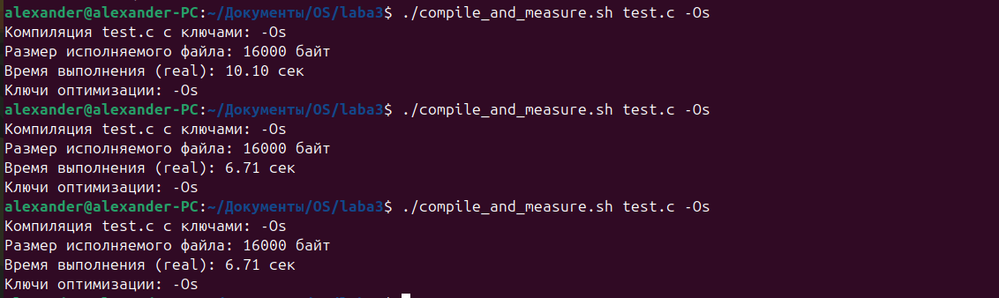 alexander@alexander-PC:~/Документы/OS/laba3$ ./compile_and_measure.sh test.c -Os
Компиляция test.c с ключами: -Os
Размер исполняемого файла: 16000 байт
Время выполнения (real): 10.10 сек
Ключи оптимизации: -Os
alexander@alexander-PC:~/Документы/OS/laba3$ ./compile_and_measure.sh test.c -Os
Компиляция test.c с ключами: -Os
Размер исполняемого файла: 16000 байт
Время выполнения (real): 6.71 сек
Ключи оптимизации: -Os
alexander@alexander-PC:~/Документы/OS/laba3$ ./compile_and_measure.sh test.c -Os
Компиляция test.c с ключами: -Os
Размер исполняемого файла: 16000 байт
Время выполнения (real): 6.71 сек
Ключи оптимизации: -Os